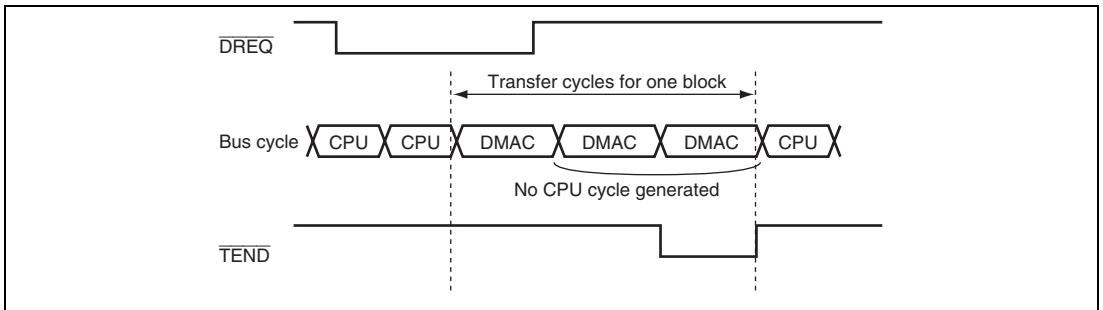 DREQ
Transfer cycles for one block
Bus cycle CPU CPU DMAC DMAC DMAC CPU
No CPU cycle generated
TEND